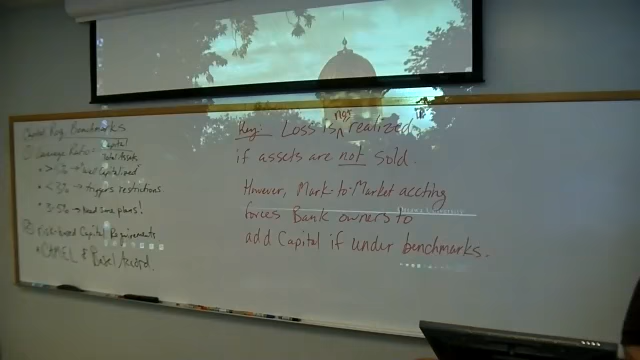 Capital Req. Benchmarks
① Leverage Ratio = Capital
Total Assets
• > 5% → Well Capitalized
• < 3% → triggers restrictions.
• 3-5% → Need some plans!
② Risk-based Capital Requirements
• CAMEL & Basel Accord.
Key: Loss is not realized
if assets are not sold.
However, Mark-to-Market accting
forces Bank owners to
add Capital if under benchmarks.